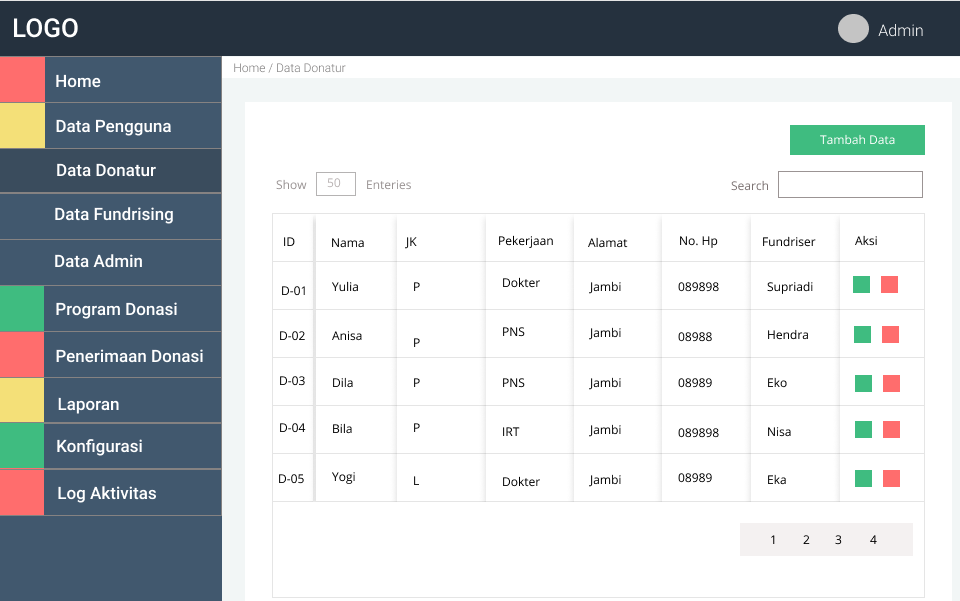 LOGO
Admin
Home / Data Donatur
Home
Data Pengguna
Data Donatur
Data Fundrising
Data Admin
Program Donasi
Penerimaan Donasi
Laporan
Konfigurasi
Log Aktivitas
Tambah Data
Show 50 Enteries
Search
ID Nama JK Pekerjaan Alamat No. Hp Fundriser Aksi
D-01 Yulia P Dokter Jambi 089898 Supriadi
D-02 Anisa P PNS Jambi 08988 Hendra
D-03 Dila P PNS Jambi 08989 Eko
D-04 Bila P IRT Jambi 089898 Nisa
D-05 Yogi L Dokter Jambi 08989 Eka
1 2 3 4